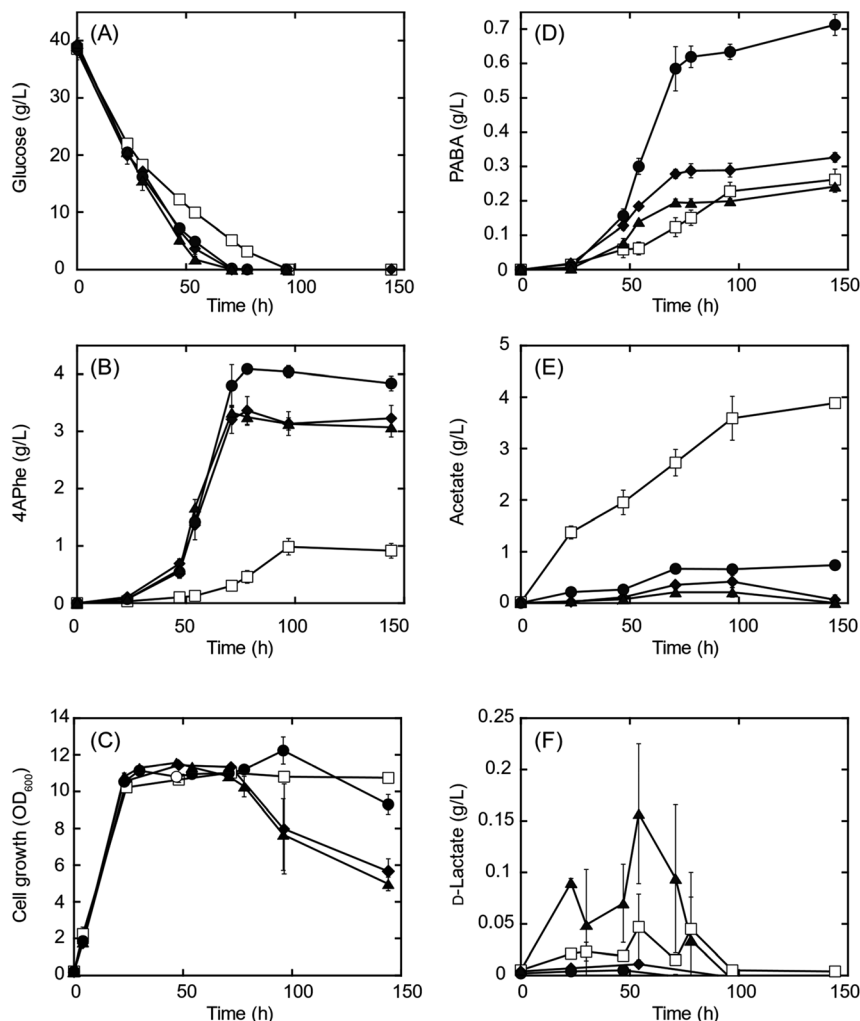 (A)
Glucose (g/L)
40
30
20
10
0
0 50 100 150
Time (h)
(D)
PABA (g/L)
0.7
0.6
0.5
0.4
0.3
0.2
0.1
0
0 50 100 150
Time (h)
(B)
4APhe (g/L)
4
3
2
1
0
0 50 100 150
Time (h)
(E)
Acetate (g/L)
5
4
3
2
1
0
0 50 100 150
Time (h)
(C)
Cell growth (OD600)
14
12
10
8
6
4
2
0
0 50 100 150
Time (h)
(F)
D-Lactate (g/L)
0.25
0.2
0.15
0.1
0.05
0
0 50 100 150
Time (h)